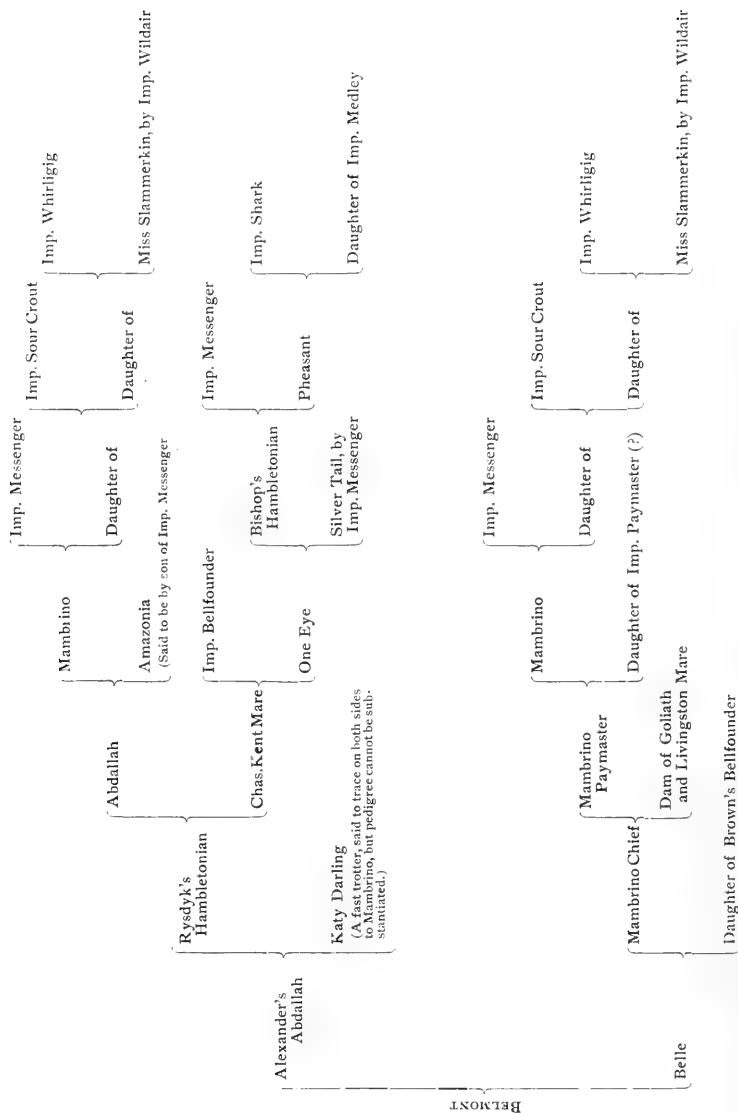 BELMONT
Alexander's
Abdallah
Belle
Rysdyk's
Hambletonian
Katy Darling
(A fast trotter, said to trace on both sides
to Mambrino, but pedigree cannot be sub-
stantiated.)
Mambrino Chief
Daughter of Brown's Bellfounder
Abdallah
Chas. Kent Mare
Mambrino
Paymaster
Dam of Goliath
and Livingston Mare
Mambrino
Amazonia
(Said to be by son of Imp. Messenger
Imp. Bellfounder
One Eye
Mambrino
Daughter of Imp. Paymaster (?)
Imp. Messenger
Daughter of
Bishop's
Hambletonian
Silver Tail, by
Imp. Messenger
Imp. Messenger
Daughter of
Imp. Sour Crout
Daughter of
Imp. Messenger
Pheasant
Imp. Sour Crout
Daughter of
Imp. Whirligig
Miss Slammerkin, by Imp. Wildair
Imp. Shark
Daughter of Imp. Medley
Imp. Whirligig
Miss Slammerkin, by Imp. Wildair